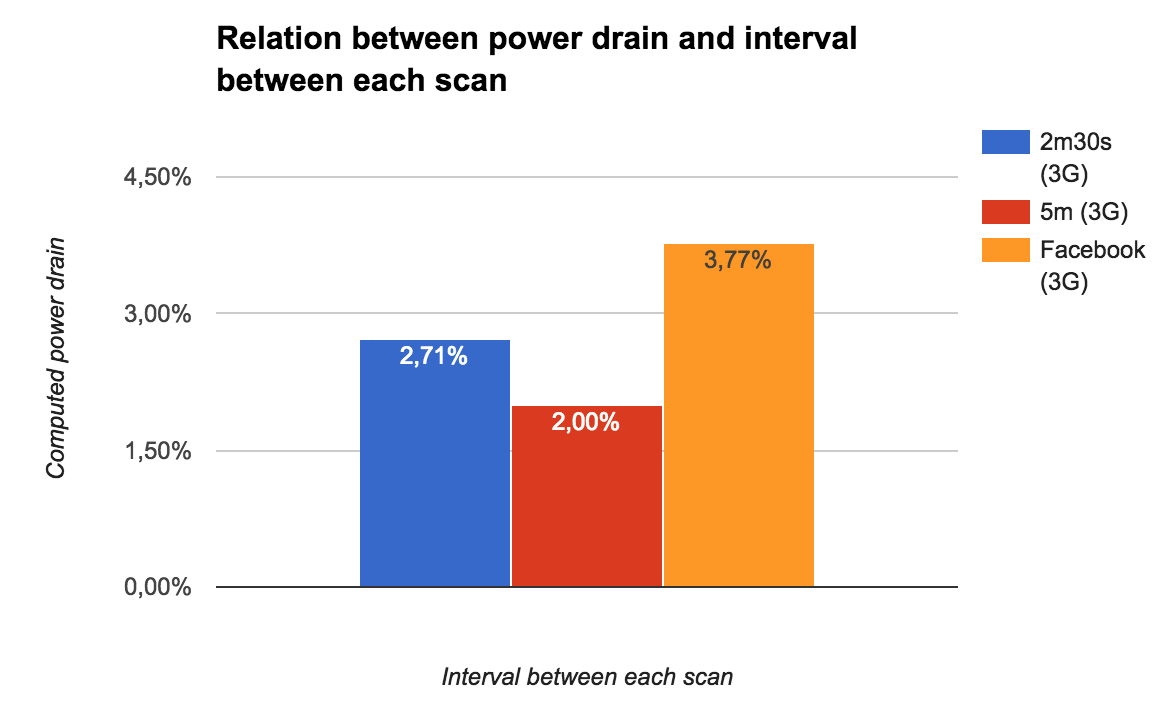 Relation between power drain and interval
between each scan
2m30s
(3G)
5m (3G)
Facebook
(3G)
4,50%
3,00%
1,50%
0,00%
Computed power drain
2,71%
2,00%
3,77%
Interval between each scan